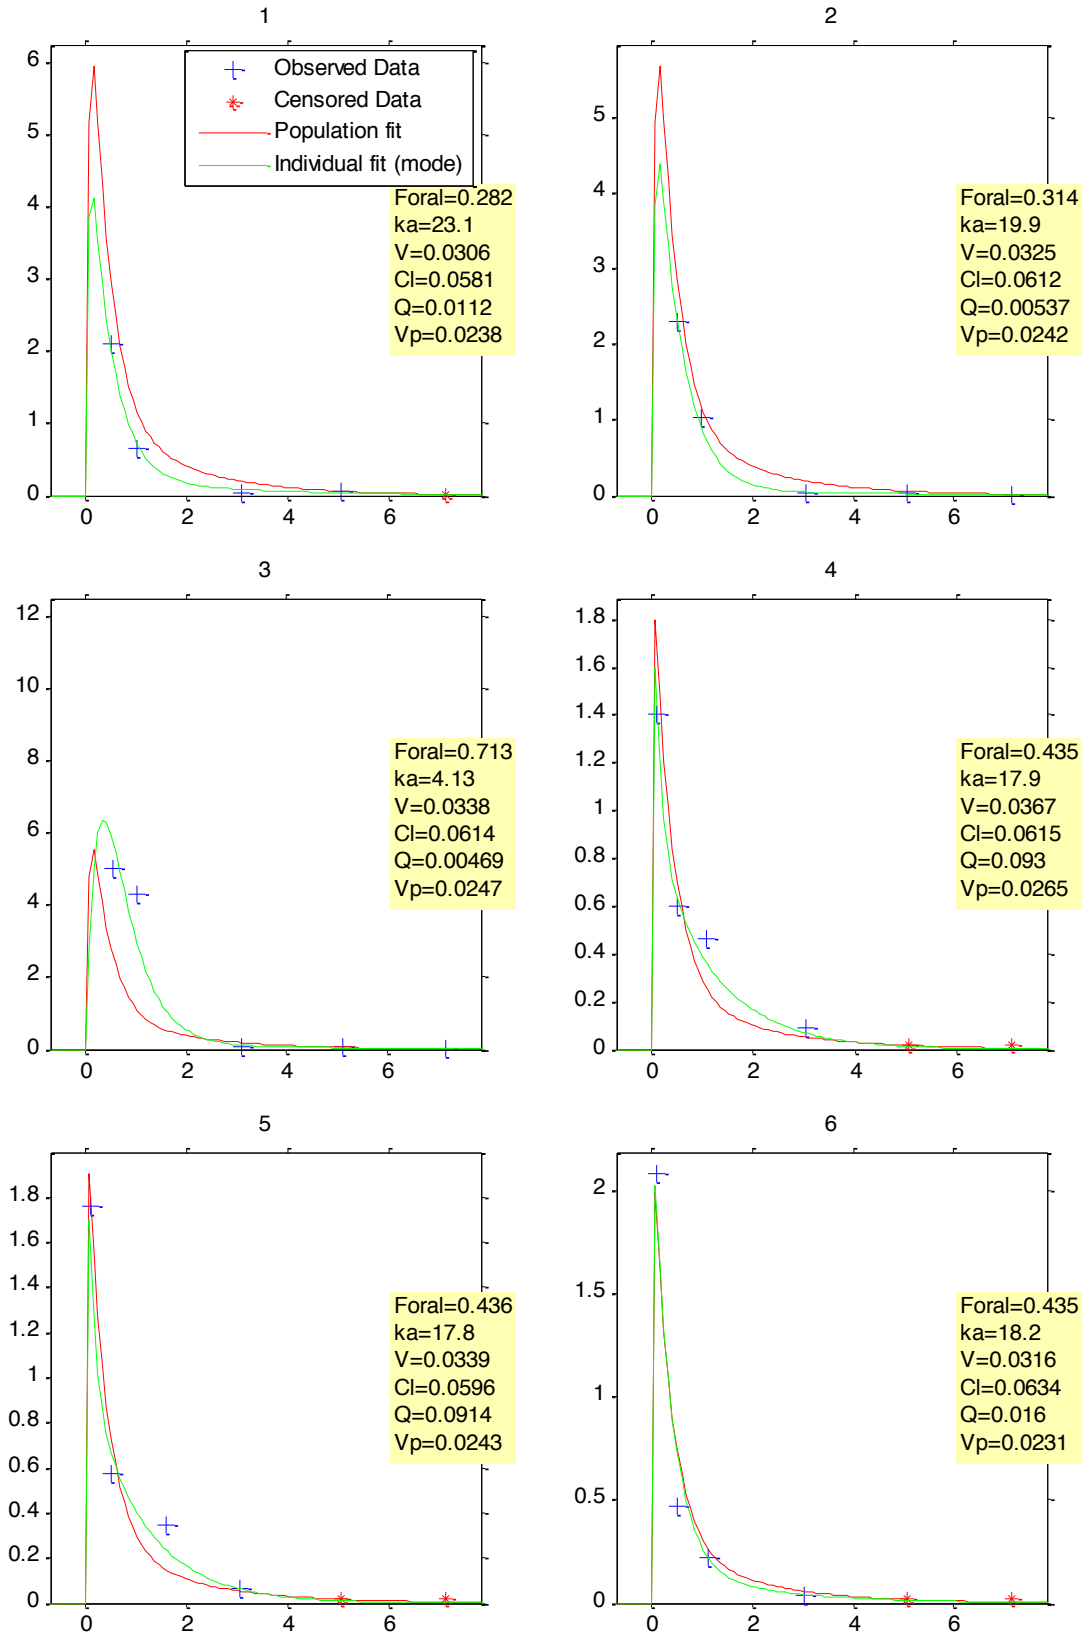 1
6
5
4
3
2
1
0
0
2
4
6
Observed Data
Censored Data
Population fit
Individual fit (mode)
Foral=0.282
ka=23.1
V=0.0306
Cl=0.0581
Q=0.0112
Vp=0.0238
2
5
4
3
2
1
0
0
2
4
6
Foral=0.314
ka=19.9
V=0.0325
Cl=0.0612
Q=0.00537
Vp=0.0242
3
12
10
8
6
4
2
0
0
2
4
6
Foral=0.713
ka=4.13
V=0.0338
Cl=0.0614
Q=0.00469
Vp=0.0247
4
1.8
1.6
1.4
1.2
1
0.8
0.6
0.4
0.2
0
0
2
4
6
Foral=0.435
ka=17.9
V=0.0367
Cl=0.0615
Q=0.093
Vp=0.0265
5
1.8
1.6
1.4
1.2
1
0.8
0.6
0.4
0.2
0
0
2
4
6
Foral=0.436
ka=17.8
V=0.0339
Cl=0.0596
Q=0.0914
Vp=0.0243
6
2
1.5
1
0.5
0
0
2
4
6
Foral=0.435
ka=18.2
V=0.0316
Cl=0.0634
Q=0.016
Vp=0.0231